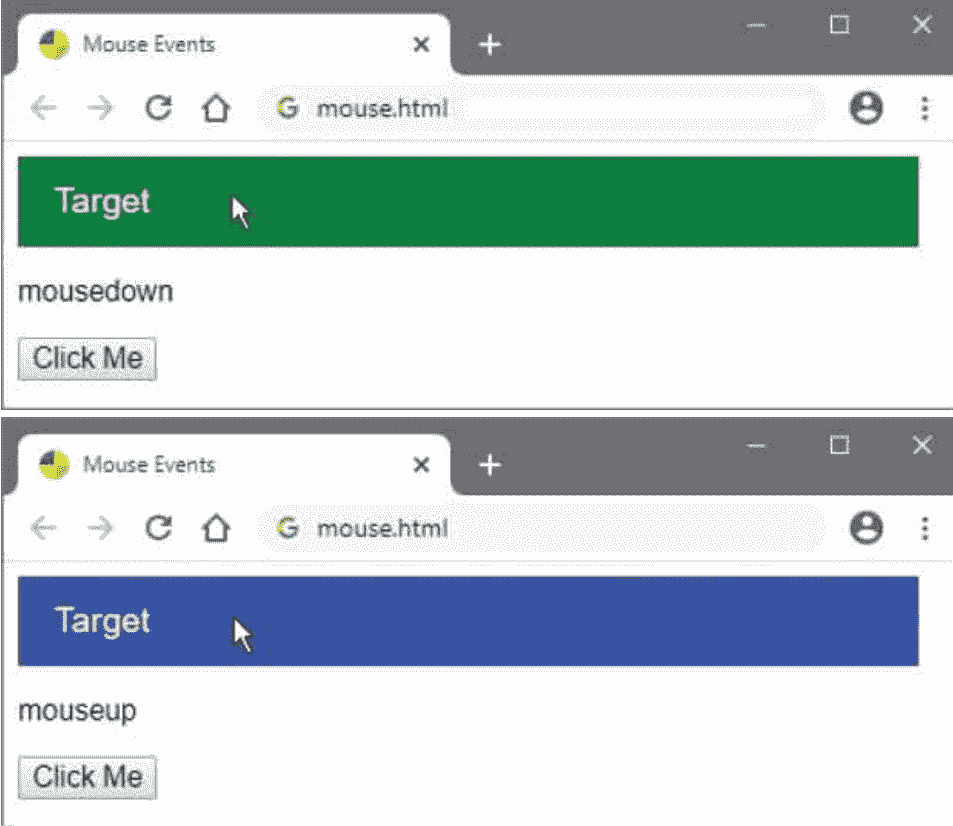 Mouse Events
mouse.html
Target
mousedown
Click Me
Mouse Events
mouse.html
Target
mouseup
Click Me